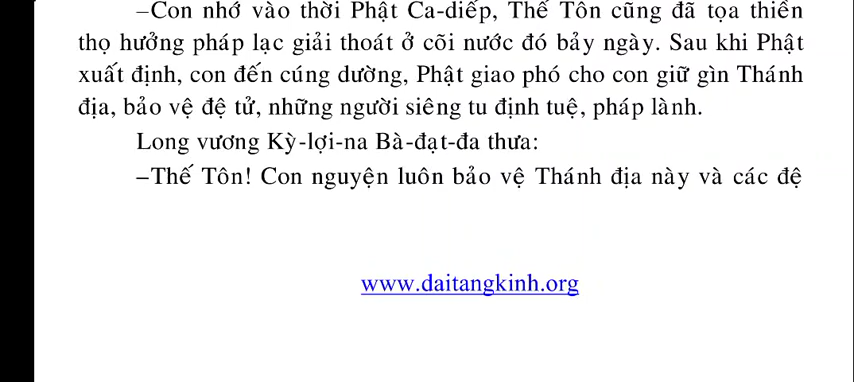 –Con nhớ vào thời Phật Ca-diếp, Thế Tôn cũng đã tọa thiền
thọ hưởng pháp lạc giải thoát ở cõi nước đó bảy ngày. Sau khi Phật
xuất định, con đến cúng dường, Phật giao phó cho con giữ gìn Thánh
địa, bảo vệ đệ tử, những người siêng tu định tuệ, pháp lành.
Long vương Kỳ-lợi-na Bà-đạt-đa thưa:
–Thế Tôn! Con nguyện luôn bảo vệ Thánh địa này và các đệ
www.daitangkinh.org